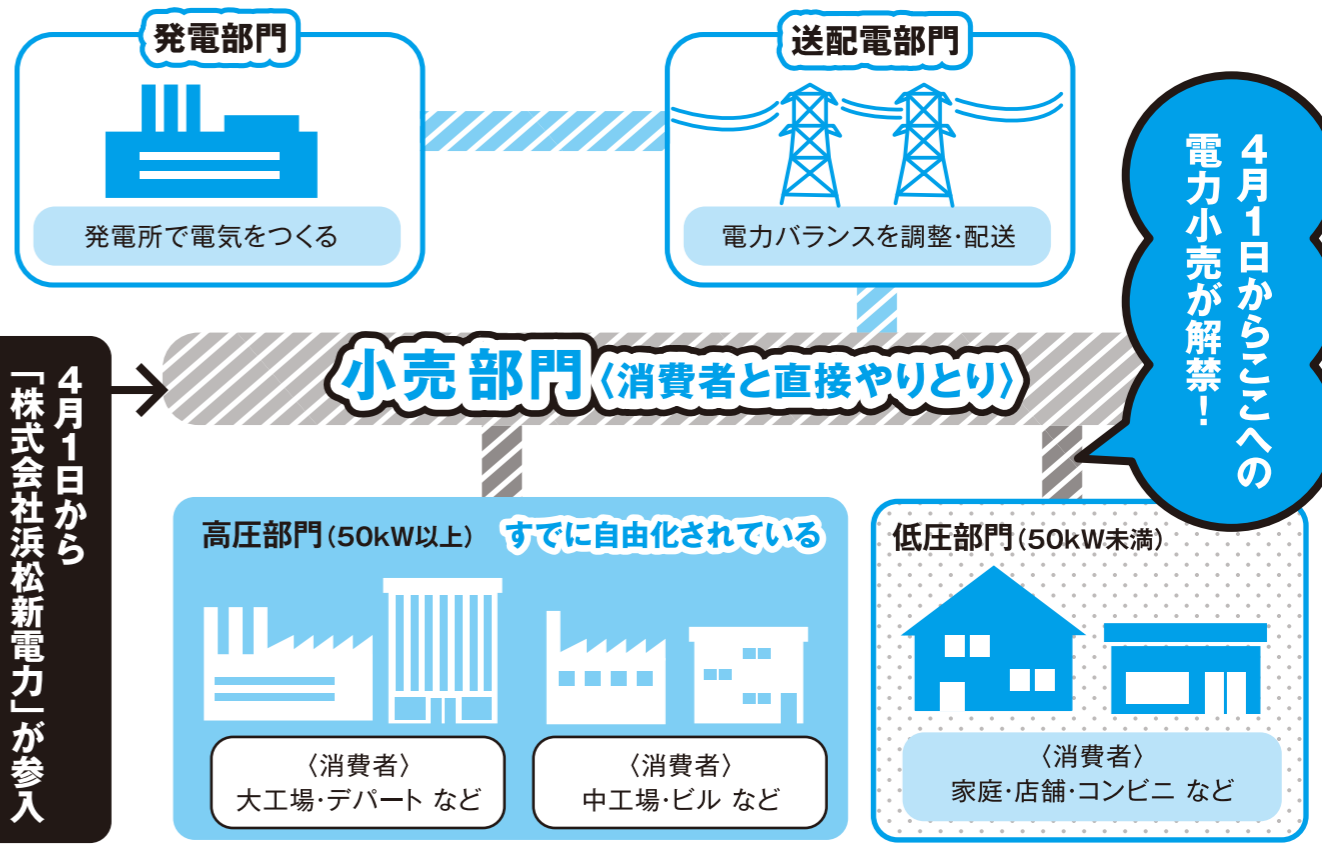 発電部門
発電所で電気をつくる
送配電部門
電力バランスを調整・配送
4月1日からここへの
電力小売が解禁!
4月1日から
「株式会社浜松新電力」が参入
小売部門〈消費者と直接やりとり〉
高圧部門(50kW以上) すでに自由化されている
〈消費者〉
大工場・デパート など
〈消費者〉
中工場・ビル など
低圧部門(50kW未満)
〈消費者〉
家庭・店舗・コンビニ など